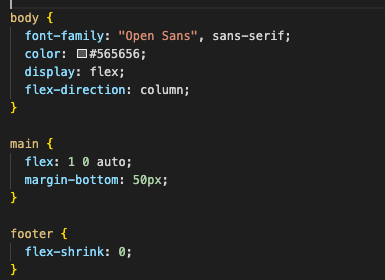 body {
font-family: "Open Sans", sans-serif;
color: #565656;
display: flex;
flex-direction: column;
}
main {
flex: 1 0 auto;
margin-bottom: 50px;
}
footer {
flex-shrink: 0;
}